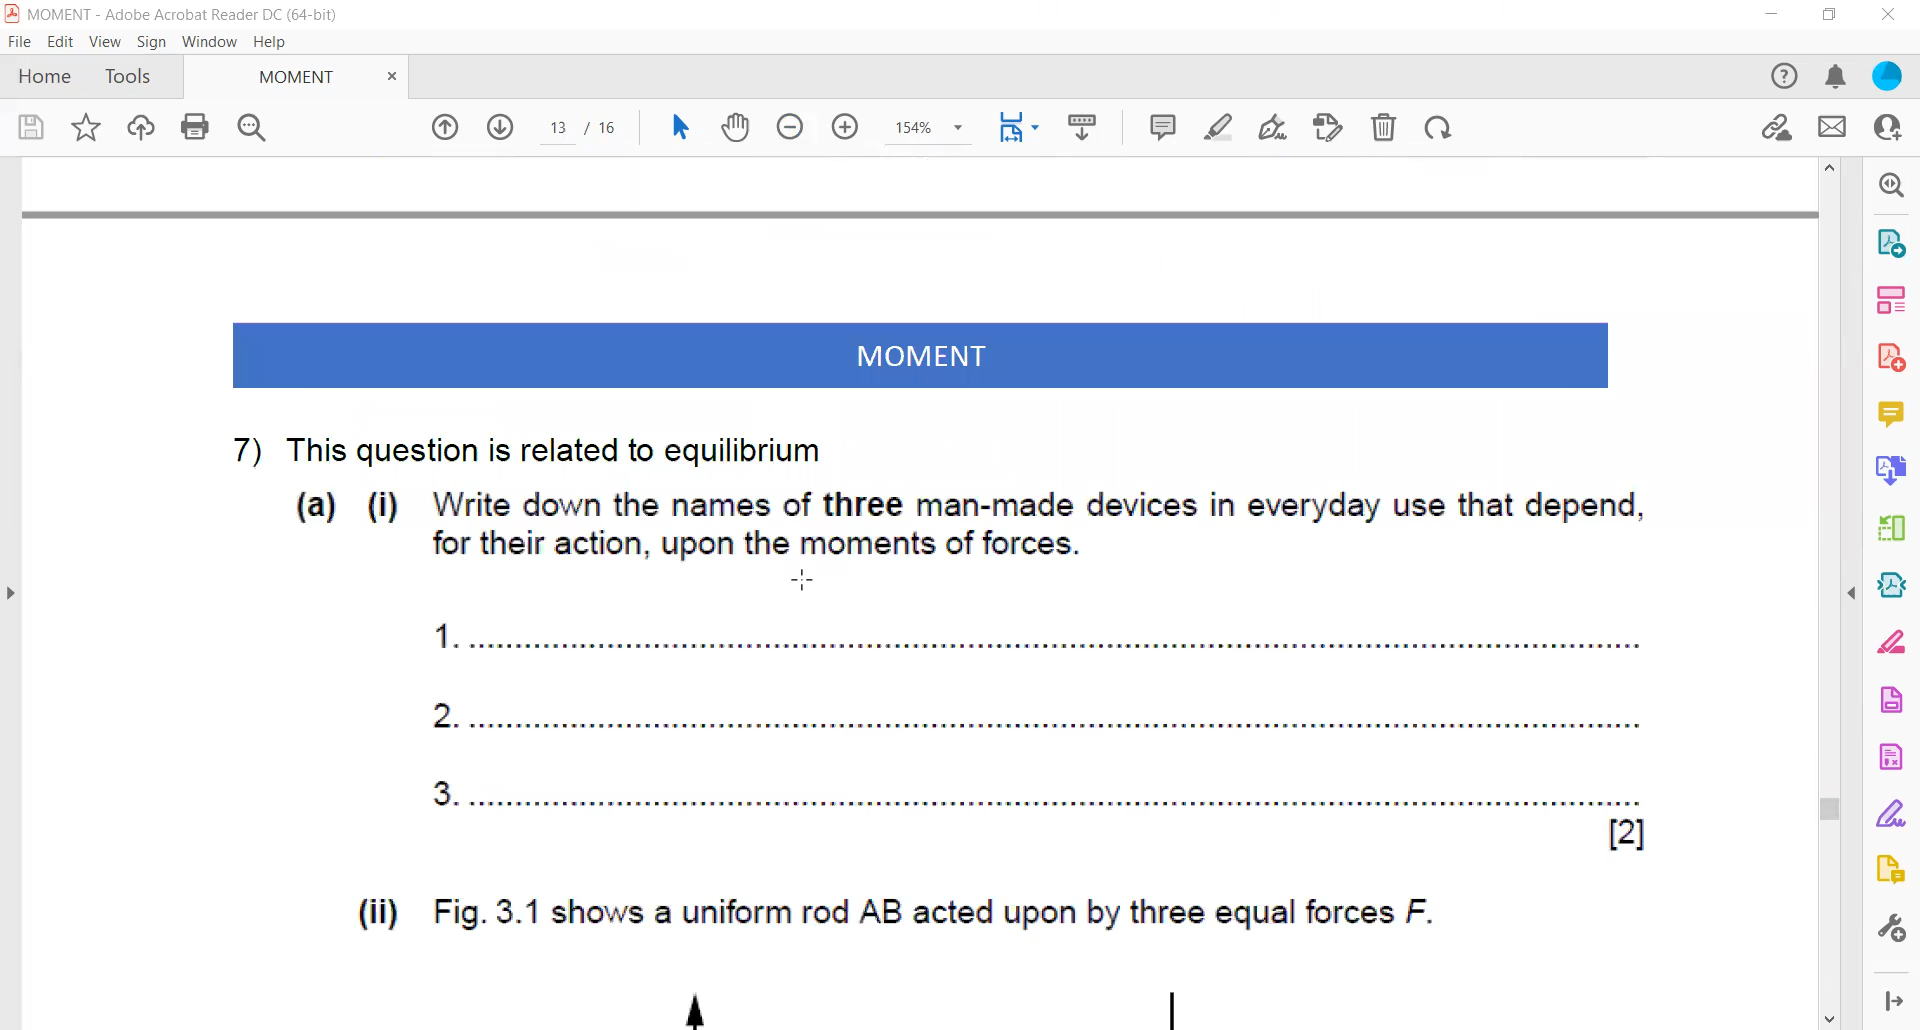 MOMENT - Adobe Acrobat Reader DC (64-bit)
File Edit View Sign Window Help
Home Tools MOMENT
13 / 16 154%
MOMENT
7) This question is related to equilibrium
(a) (i) Write down the names of three man-made devices in everyday use that depend,
for their action, upon the moments of forces.
1. ........................................................................
2. ........................................................................
3. ........................................................................
[2]
(ii) Fig. 3.1 shows a uniform rod AB acted upon by three equal forces F.